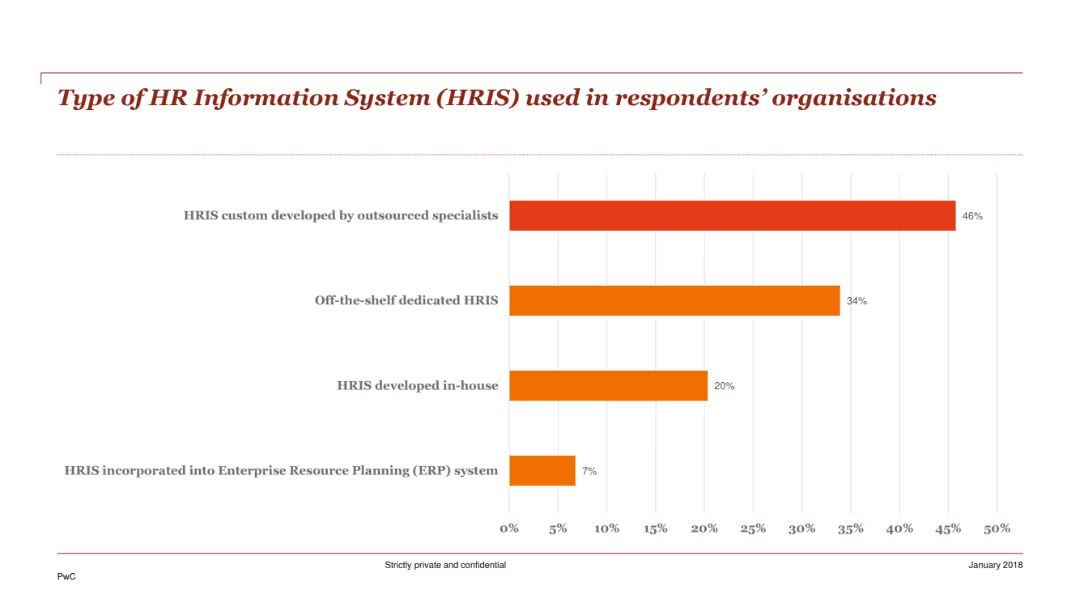 Type of HR Information System (HRIS) used in respondents’ organisations
HRIS custom developed by outsourced specialists
46%
Off-the-shelf dedicated HRIS
34%
HRIS developed in-house
20%
HRIS incorporated into Enterprise Resource Planning (ERP) system
7%
0% 5% 10% 15% 20% 25% 30% 35% 40% 45% 50%
Strictly private and confidential
January 2018
PwC